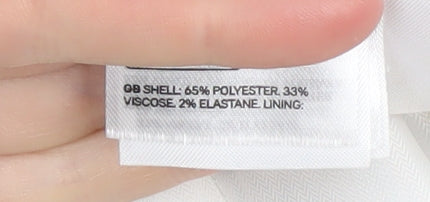 GB SHELL: 65% POLYESTER. 33%
VISCOSE. 2% ELASTANE. LINING: